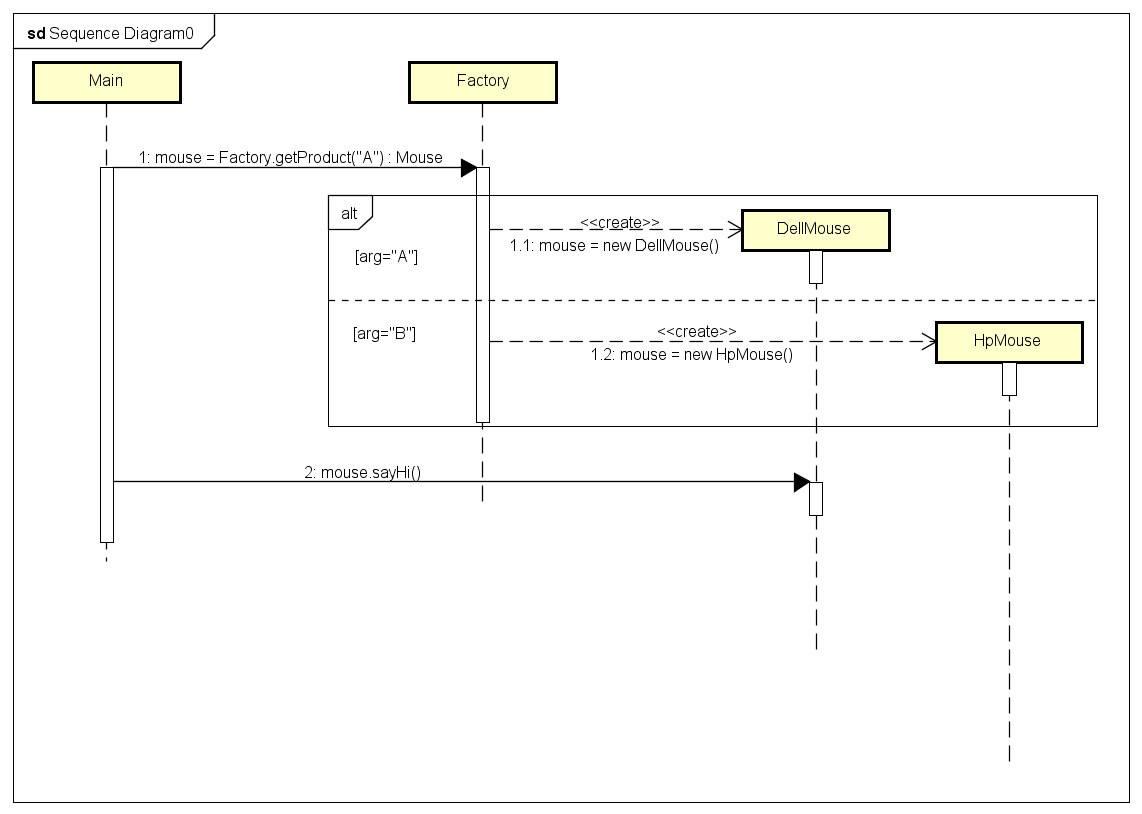 sd Sequence Diagram0
Main
Factory
1: mouse = Factory.getProduct("A") : Mouse
alt
<<create>>
DellMouse
1.1: mouse = new DellMouse()
[arg="A"]
[arg="B"]
<<create>>
HpMouse
1.2: mouse = new HpMouse()
2: mouse.sayHi()